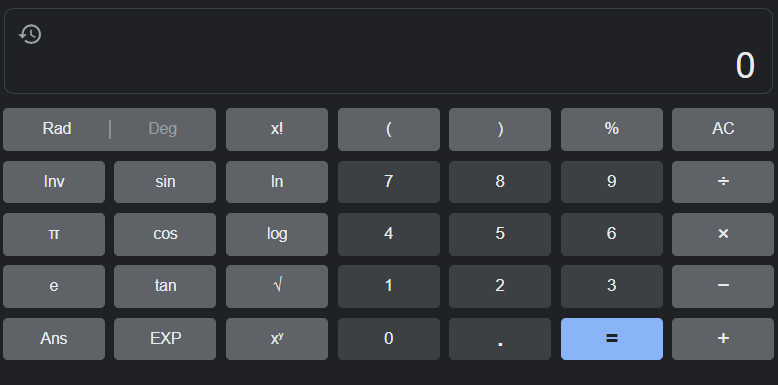 0
Rad | Deg x! ( ) % AC
Inv sin ln 7 8 9 ÷
π cos log 4 5 6 ×
e tan √ 1 2 3 −
Ans EXP xʸ 0 . = +